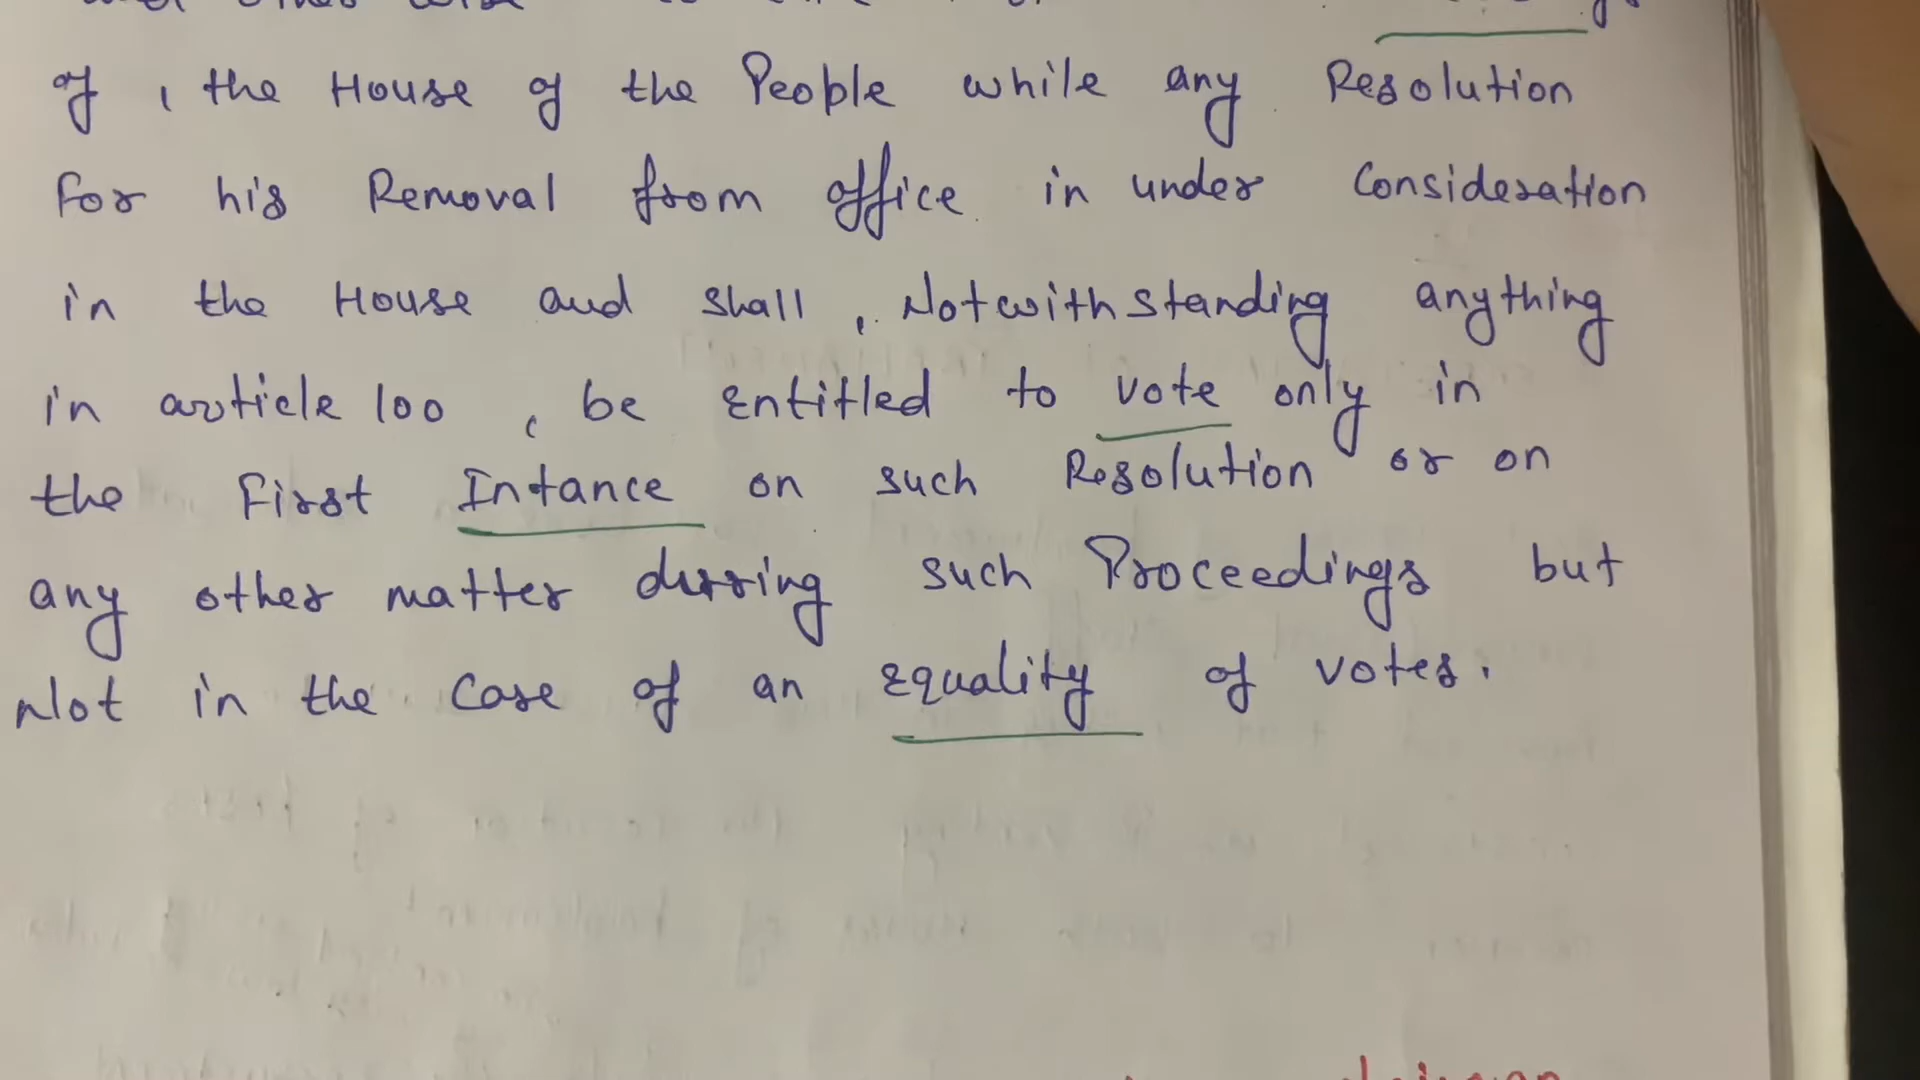 of , the House of the People while any Resolution
for his Removal from office in under Consideration
in the House and shall , Notwithstanding anything
in article 100 , be Entitled to vote only in
the First Intance on such Resolution or on
any other matter during such Proceedings but
Not in the Case of an Equality of votes.